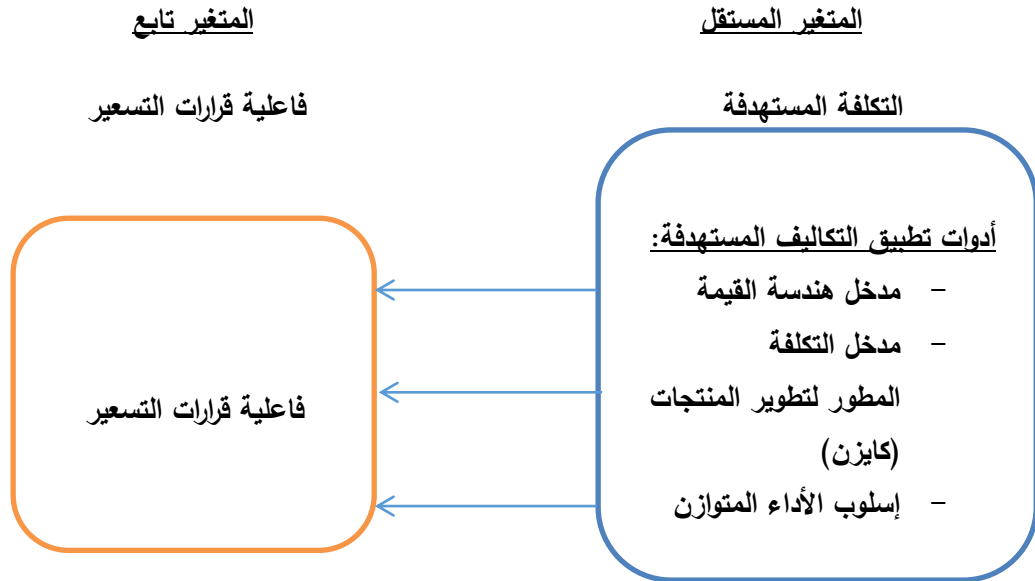 المتغير المستقل
المتغير تابع
التكلفة المستهدفة
فاعلية قرارات التسعير
أدوات تطبيق التكاليف المستهدفة:
- مدخل هندسة القيمة
- مدخل التكلفة
المطور لتطوير المنتجات
(كايزن)
- إسلوب الأداء المتوازن
فاعلية قرارات التسعير